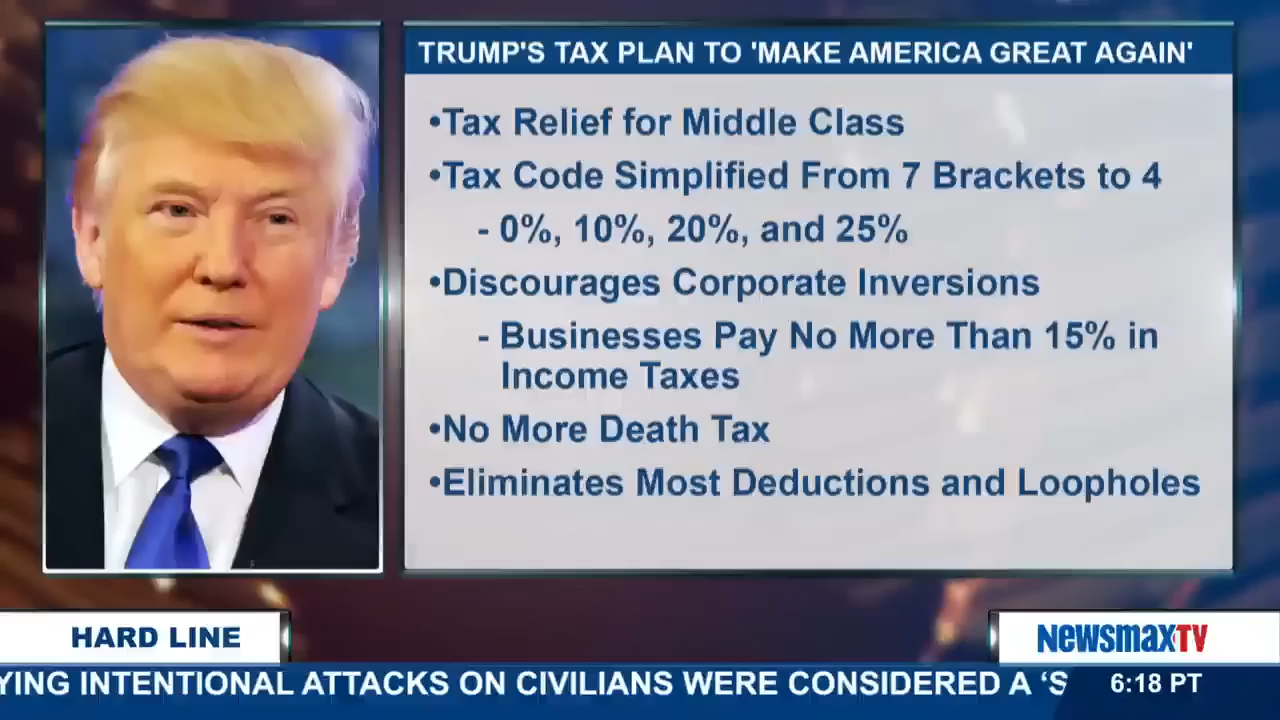 TRUMP'S TAX PLAN TO 'MAKE AMERICA GREAT AGAIN'
•Tax Relief for Middle Class
•Tax Code Simplified From 7 Brackets to 4
- 0%, 10%, 20%, and 25%
•Discourages Corporate Inversions
- Businesses Pay No More Than 15% in
Income Taxes
•No More Death Tax
•Eliminates Most Deductions and Loopholes
HARD LINE
NEWSMAXTV
YING INTENTIONAL ATTACKS ON CIVILIANS WERE CONSIDERED A ‘S
6:18 PT